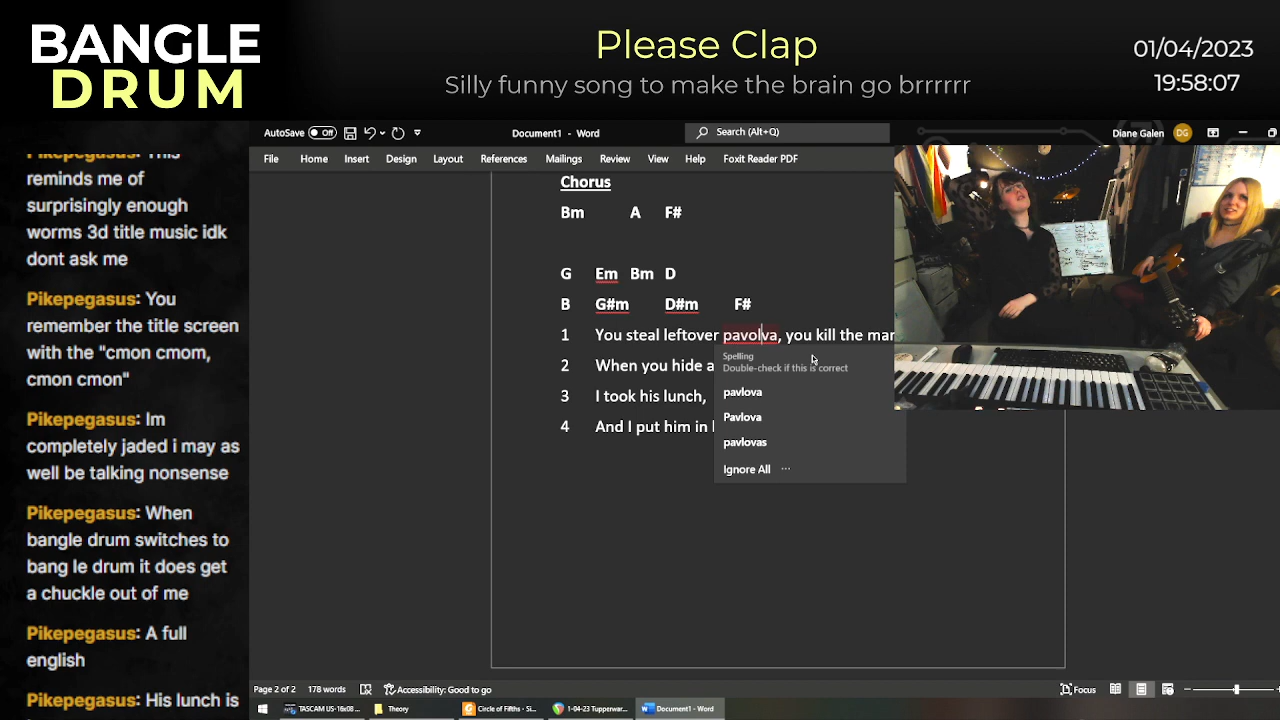 BANGLE
DRUM
Please Clap
Silly funny song to make the brain go brrrrrr
01/04/2023
19:58:07
Pikepegasus: This
reminds me of
surprisingly enough
worms 3d title music idk
dont ask me
Pikepegasus: You
remember the title screen
with the "cmon cmom,
cmon cmon"
Pikepegasus: Im
completely jaded i may as
well be talking nonsense
Pikepegasus: When
bangle drum switches to
bang le drum it does get
a chuckle out of me
Pikepegasus: A full
english
Pikepegasus: His lunch is
AutoSave Off
Document1 - Word
Search (Alt+Q)
Diane Galen DG
File Home Insert Design Layout References Mailings Review View Help Foxit Reader PDF
Chorus
Bm A F#
G Em Bm D
B G#m D#m F#
1 You steal leftover pavolva, you kill the mar
2 When you hide a
3 I took his lunch,
4 And I put him in
Spelling
Double-check if this is correct
pavlova
Pavlova
pavlovas
Ignore All ...
Page 2 of 2 178 words Accessibility: Good to go Focus
TASCAM US-16x08 ... Theory Circle of Fifths - Si... 1-04-23 Tupperwar... Document1 - Word